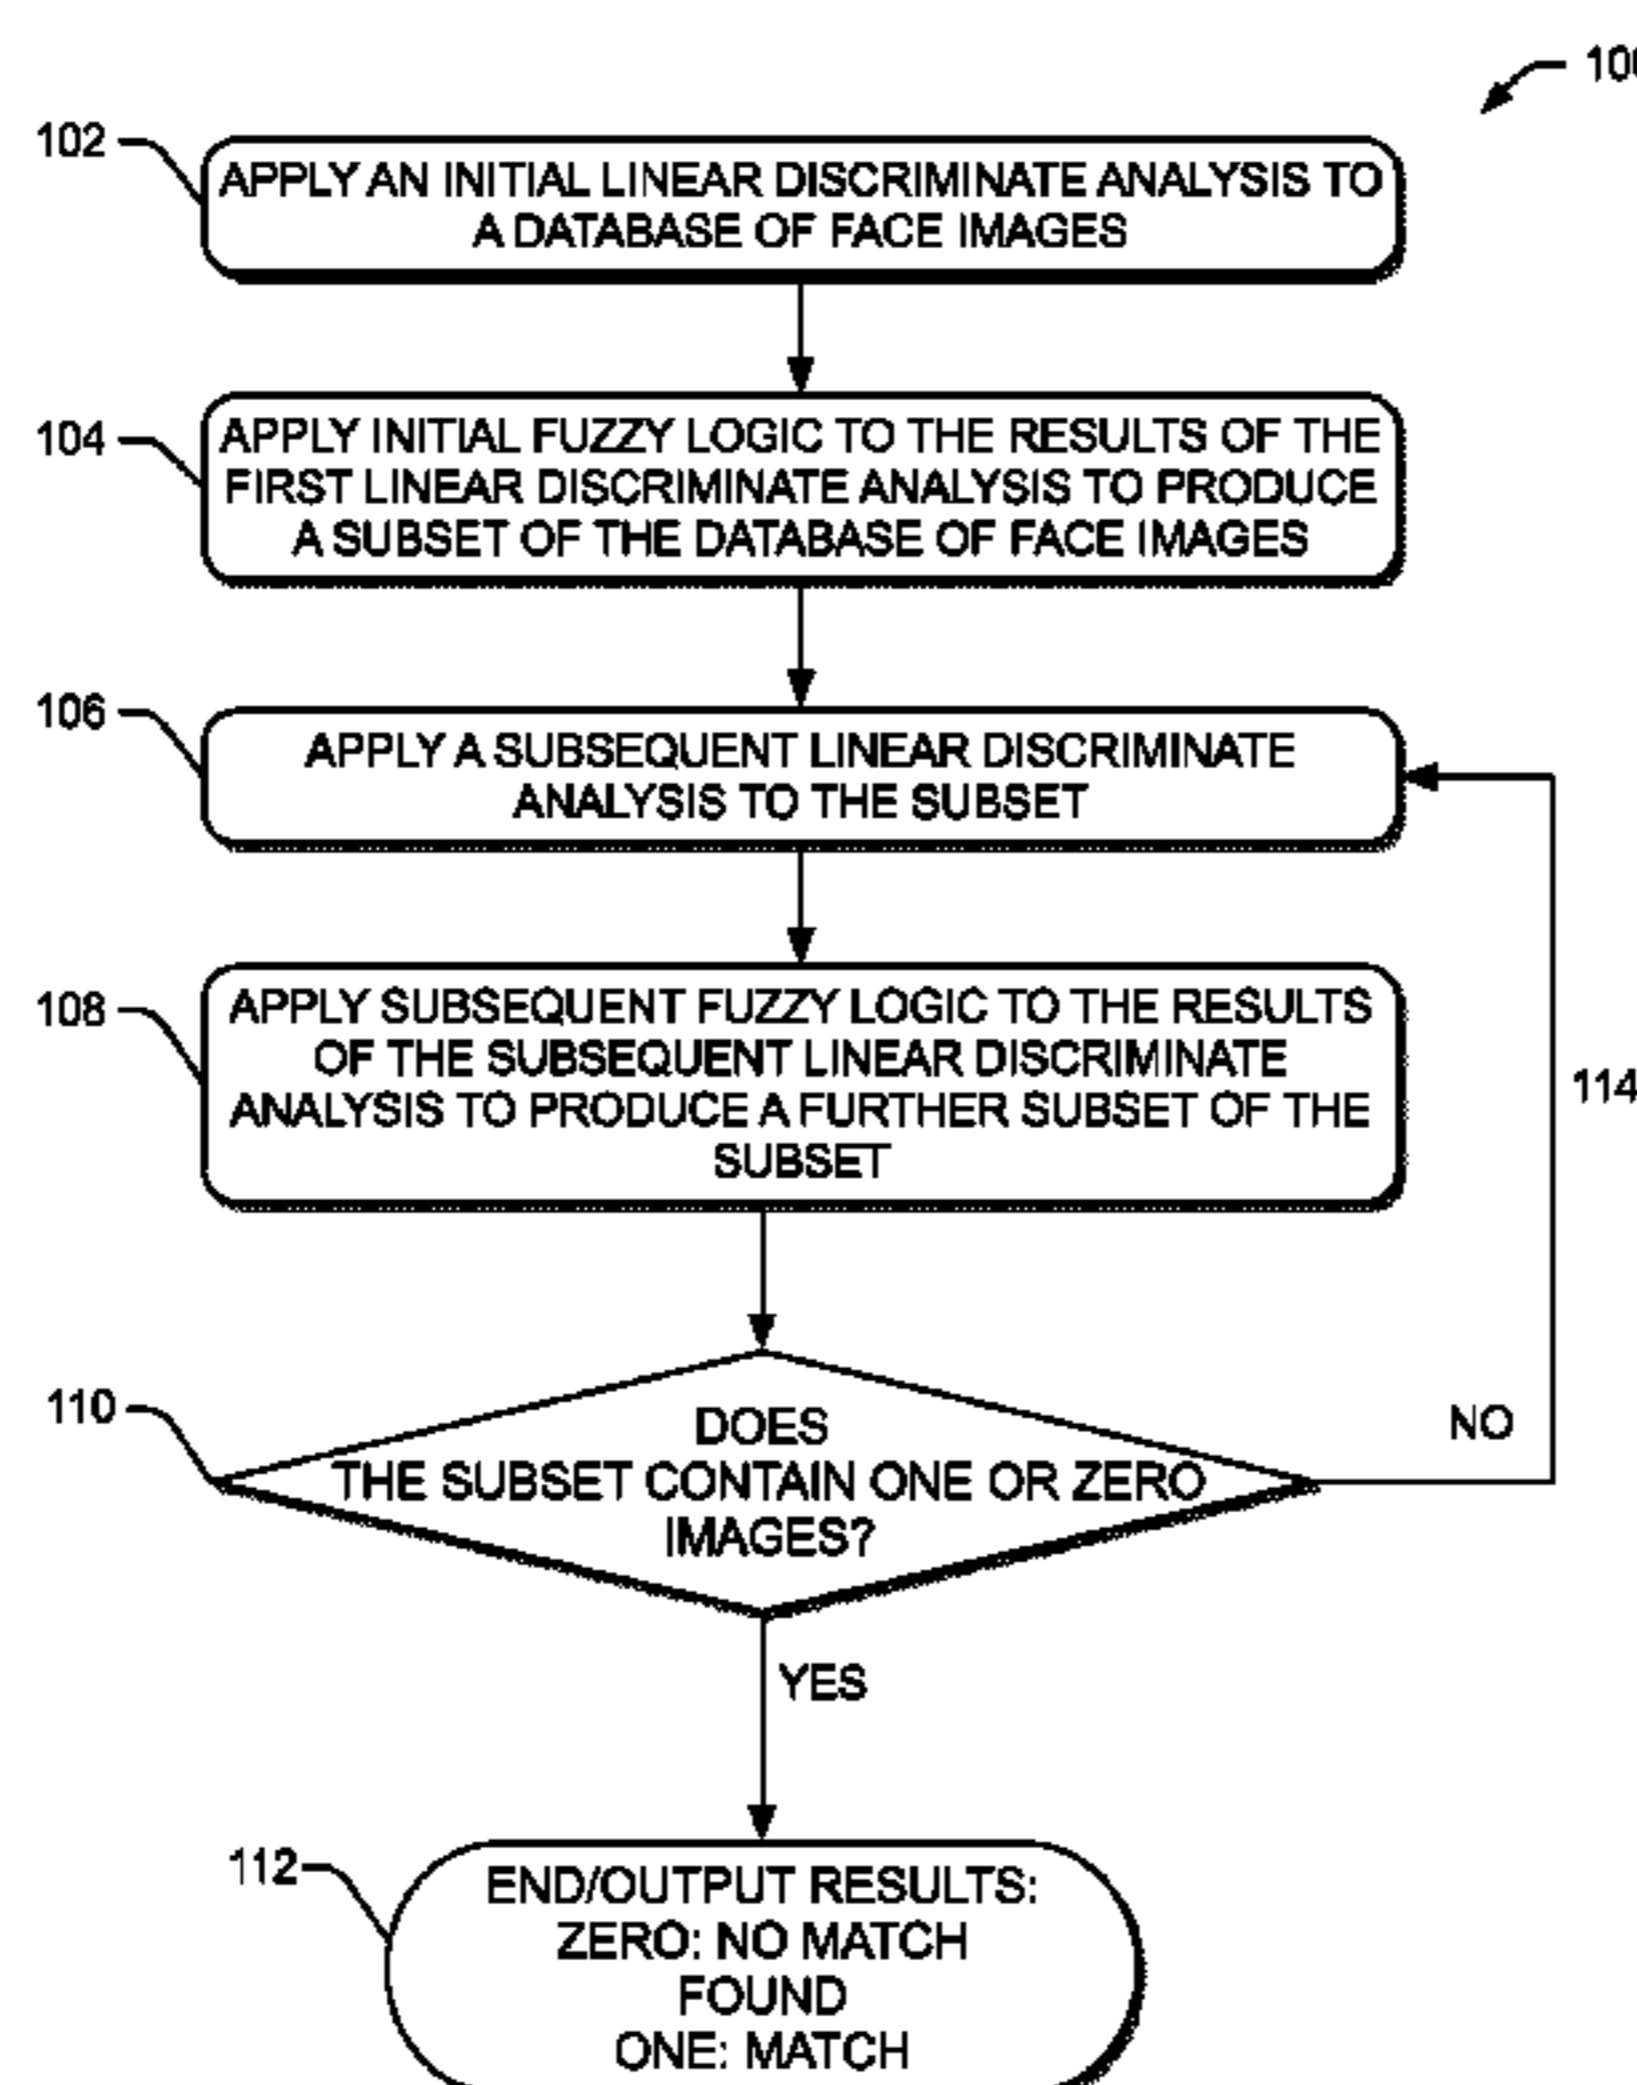 100
102
APPLY AN INITIAL LINEAR DISCRIMINATE ANALYSIS TO
A DATABASE OF FACE IMAGES
104
APPLY INITIAL FUZZY LOGIC TO THE RESULTS OF THE
FIRST LINEAR DISCRIMINATE ANALYSIS TO PRODUCE
A SUBSET OF THE DATABASE OF FACE IMAGES
106
APPLY A SUBSEQUENT LINEAR DISCRIMINATE
ANALYSIS TO THE SUBSET
108
APPLY SUBSEQUENT FUZZY LOGIC TO THE RESULTS
OF THE SUBSEQUENT LINEAR DISCRIMINATE
ANALYSIS TO PRODUCE A FURTHER SUBSET OF THE
SUBSET
114
110
DOES
THE SUBSET CONTAIN ONE OR ZERO
IMAGES?
NO
YES
112
END/OUTPUT RESULTS:
ZERO: NO MATCH
FOUND
ONE: MATCH